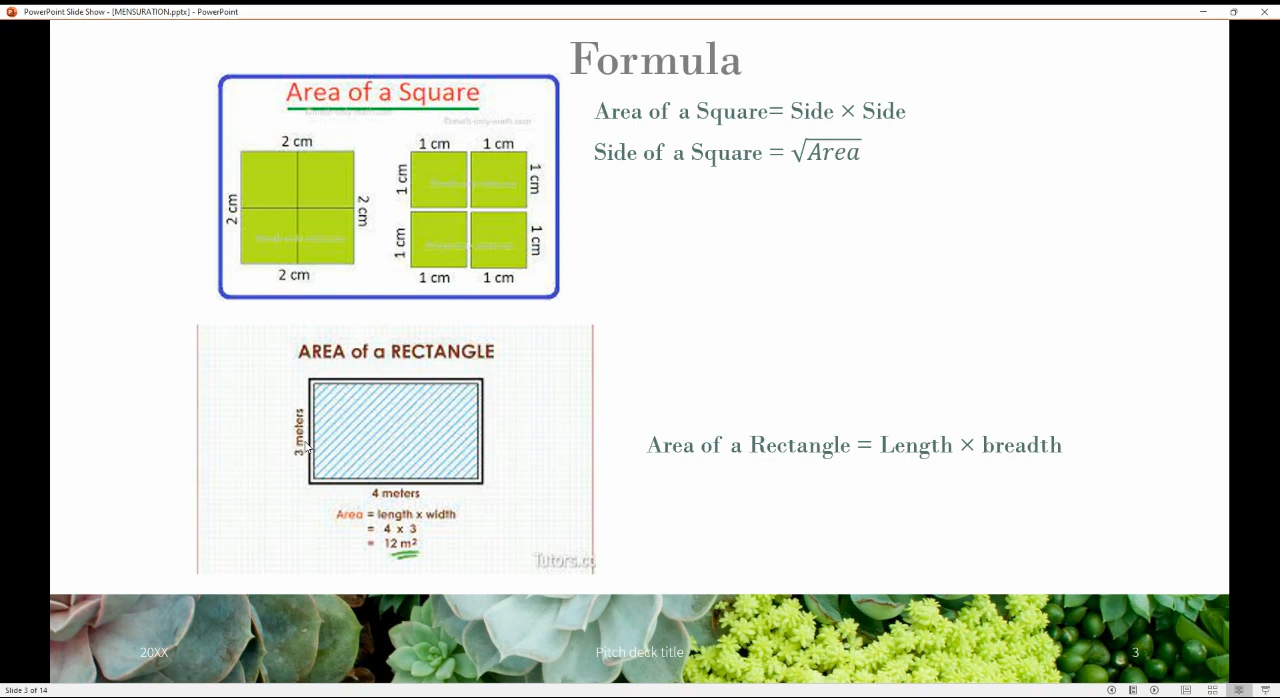 PowerPoint Slide Show - [MENSURATION.pptx] - PowerPoint
Formula
Area of a Square
2 cm
2 cm
2 cm
2 cm
1 cm 1 cm
1 cm
1 cm
1 cm
1 cm
1 cm 1 cm
Area of a Square= Side × Side
Side of a Square = √Area
AREA of a RECTANGLE
3 meters
4 meters
Area = length x width
= 4 x 3
= 12 m²
Area of a Rectangle = Length × breadth
20XX
Pitch deck title
3
Slide 3 of 14